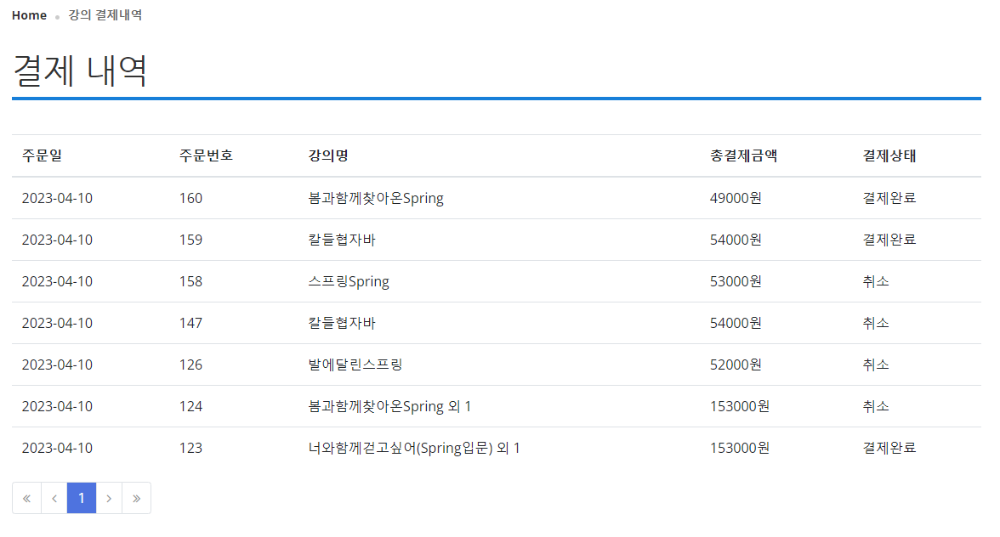 Home 강의 결제내역
결제 내역
주문일 주문번호 강의명 총결제금액 결제상태
2023-04-10 160 봄과함께찾아온Spring 49000원 결제완료
2023-04-10 159 칼들협자바 54000원 결제완료
2023-04-10 158 스프링Spring 53000원 취소
2023-04-10 147 칼들협자바 54000원 취소
2023-04-10 126 발에달린스프링 52000원 취소
2023-04-10 124 봄과함께찾아온Spring 외 1 153000원 취소
2023-04-10 123 너와함께걷고싶어(Spring입문) 외 1 153000원 결제완료
« ‹ 1 › »